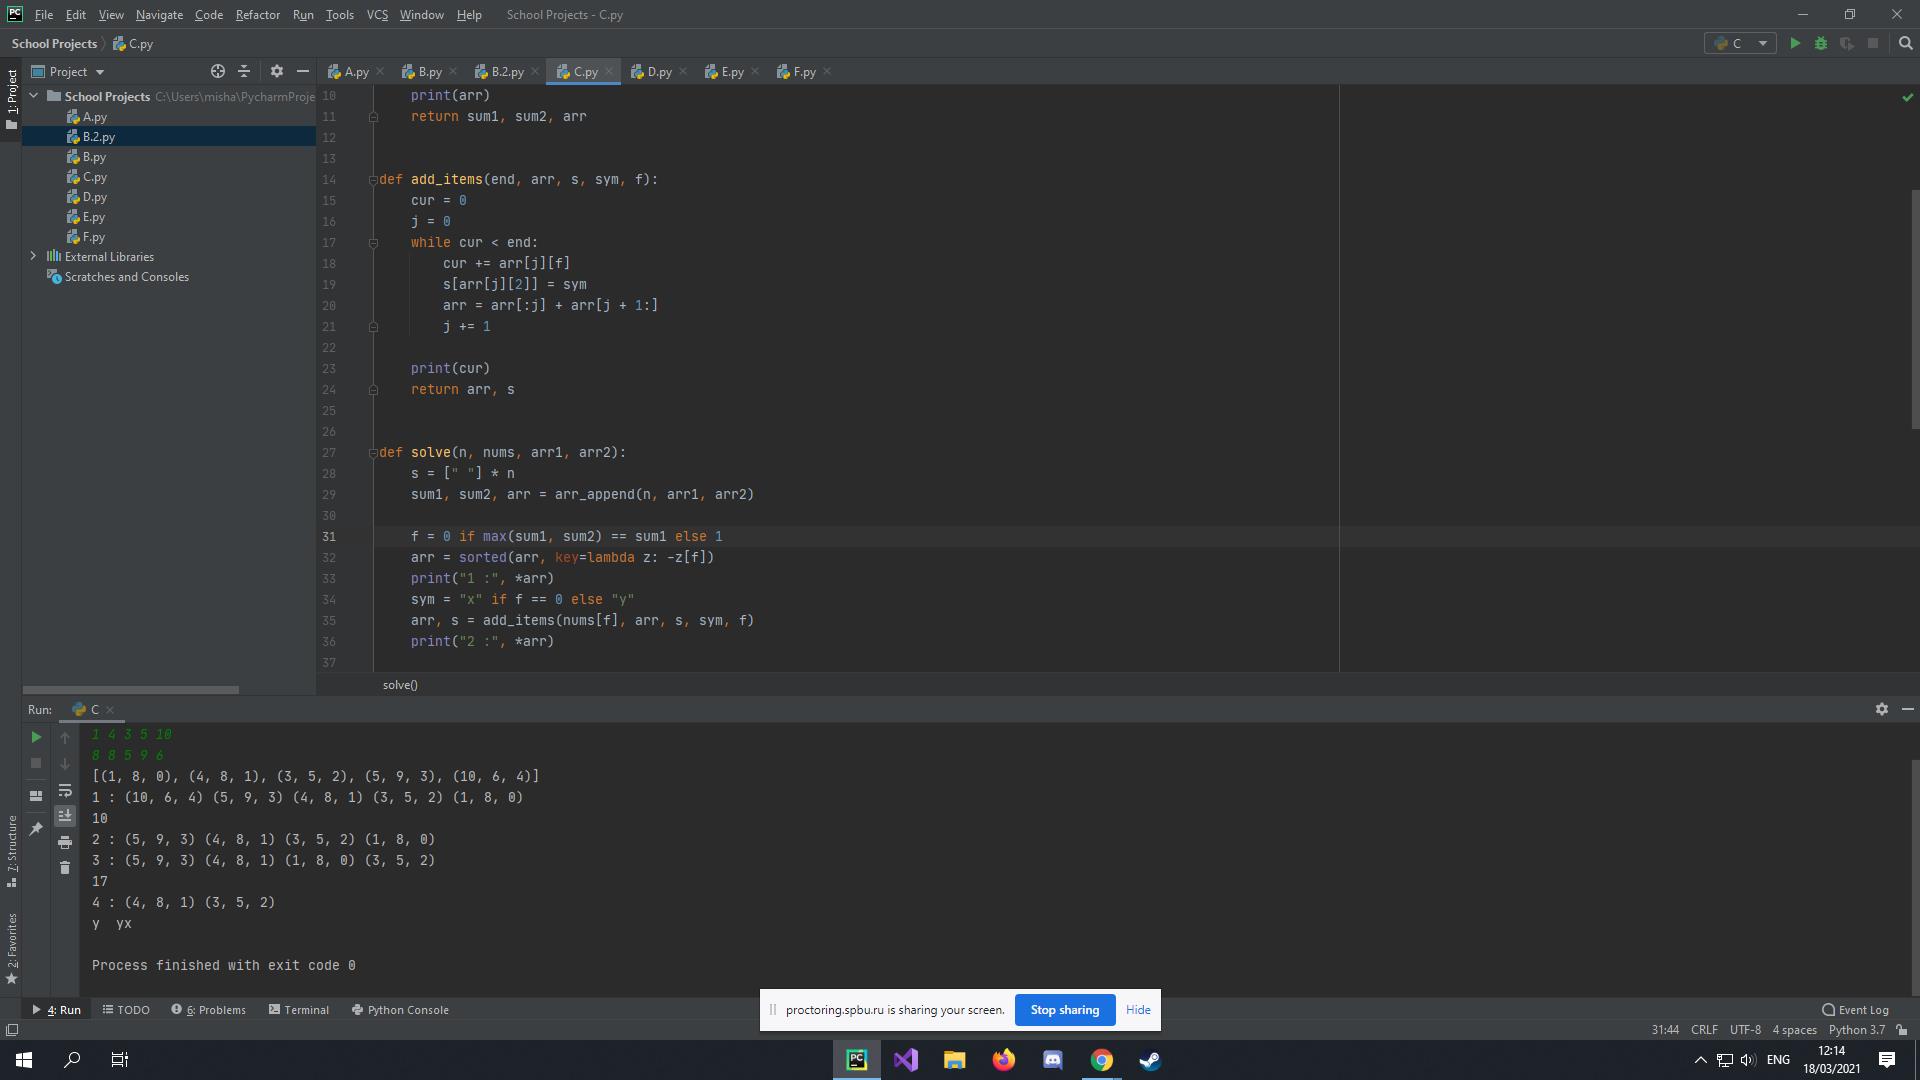 File Edit View Navigate Code Refactor Run Tools VCS Window Help School Projects - C.py
School Projects C.py C
Project
A.py B.py B.2.py C.py D.py E.py F.py
1: Project
School Projects C:\Users\misha\PycharmProje
A.py
B.2.py
B.py
C.py
D.py
E.py
F.py
External Libraries
Scratches and Consoles
10 print(arr)
11 return sum1, sum2, arr
12
13
14 def add_items(end, arr, s, sym, f):
15 cur = 0
16 j = 0
17 while cur < end:
18 cur += arr[j][f]
19 s[arr[j][2]] = sym
20 arr = arr[:j] + arr[j + 1:]
21 j += 1
22
23 print(cur)
24 return arr, s
25
26
27 def solve(n, nums, arr1, arr2):
28 s = [" "] * n
29 sum1, sum2, arr = arr_append(n, arr1, arr2)
30
31 f = 0 if max(sum1, sum2) == sum1 else 1
32 arr = sorted(arr, key=lambda z: -z[f])
33 print("1 :", *arr)
34 sym = "x" if f == 0 else "y"
35 arr, s = add_items(nums[f], arr, s, sym, f)
36 print("2 :", *arr)
37
solve()
Run: C
1 4 3 5 10
8 8 5 9 6
[(1, 8, 0), (4, 8, 1), (3, 5, 2), (5, 9, 3), (10, 6, 4)]
1 : (10, 6, 4) (5, 9, 3) (4, 8, 1) (3, 5, 2) (1, 8, 0)
10
2 : (5, 9, 3) (4, 8, 1) (3, 5, 2) (1, 8, 0)
3 : (5, 9, 3) (4, 8, 1) (1, 8, 0) (3, 5, 2)
17
4 : (4, 8, 1) (3, 5, 2)
y  yx
Process finished with exit code 0
7: Structure
2: Favorites
proctoring.spbu.ru is sharing your screen. Stop sharing Hide
4: Run TODO 6: Problems Terminal Python Console Event Log
31:44 CRLF UTF-8 4 spaces Python 3.7
ENG 12:14
18/03/2021